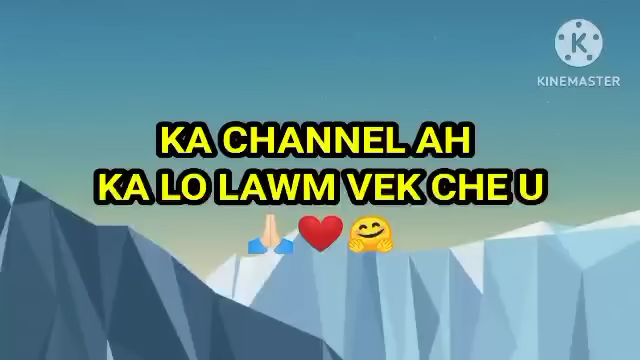 KINEMASTER
KA CHANNEL AH
KA LO LAWM VEK CHE U
🙏🏻❤️🤗